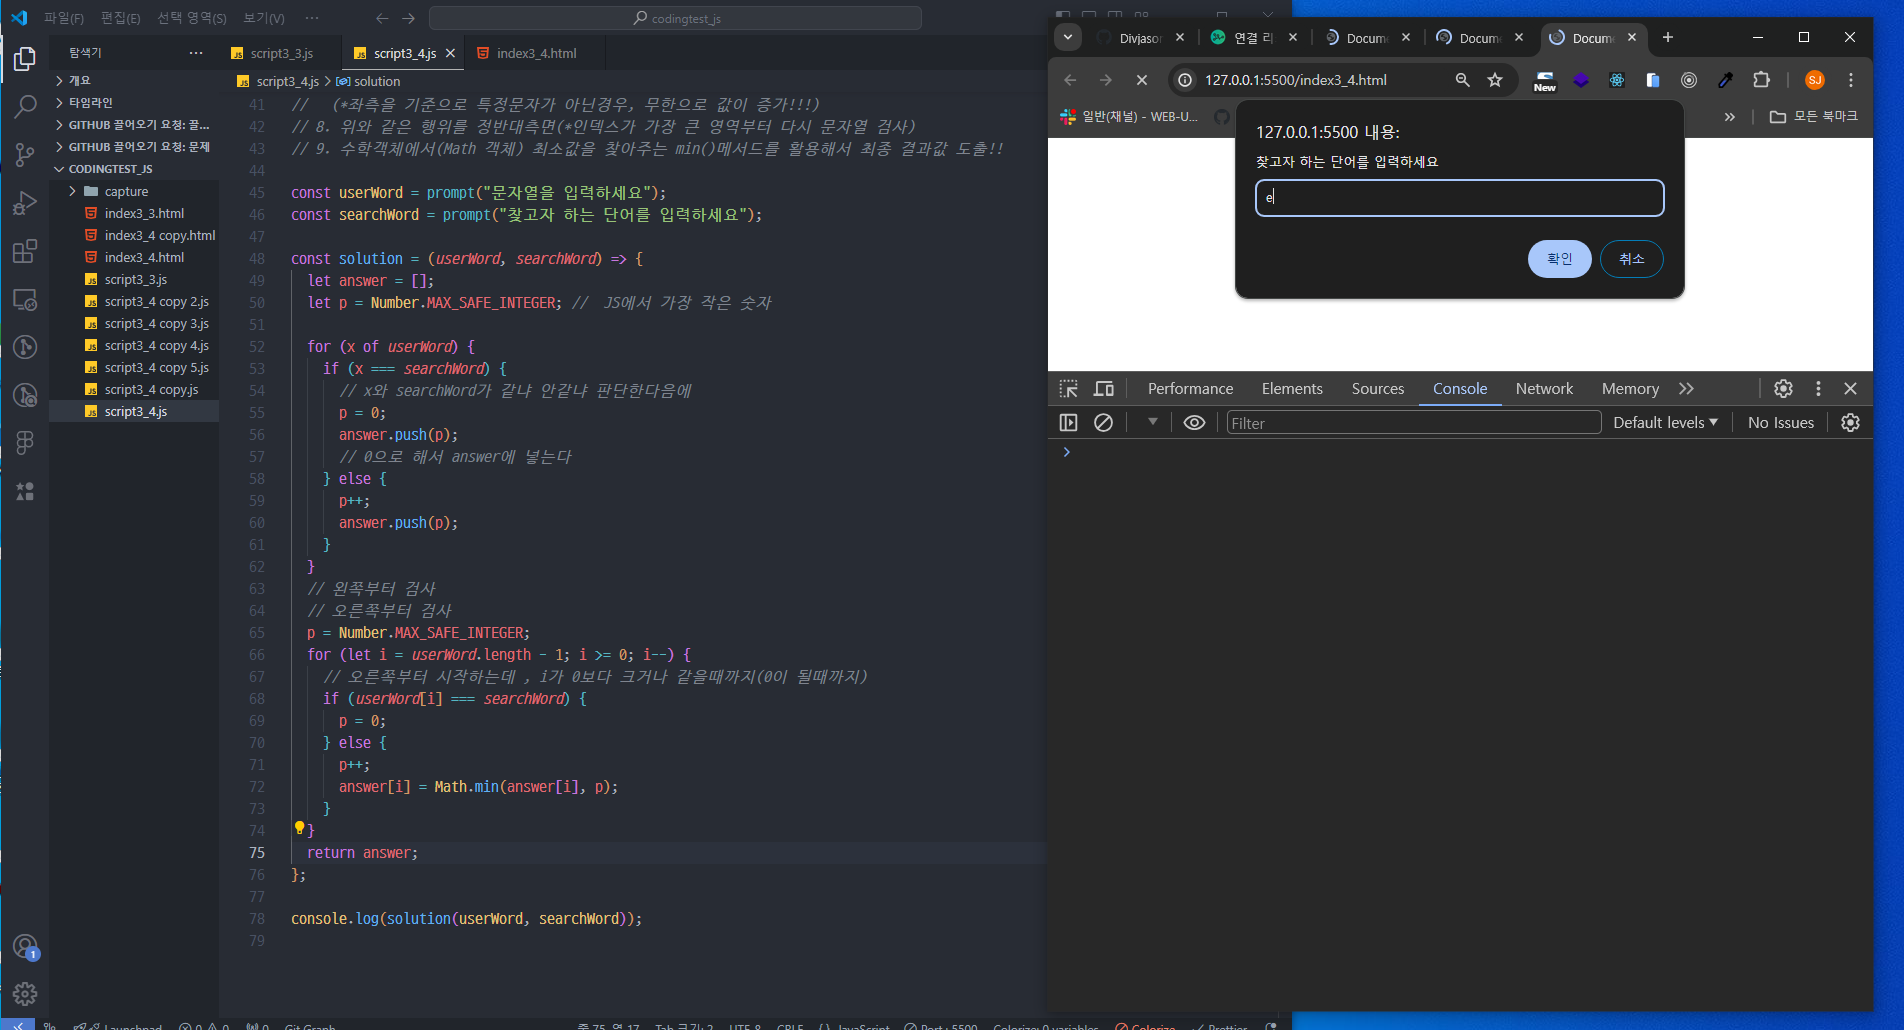 파일(F) 편집(E) 선택 영역(S) 보기(V) ···
codingtest_js
탐색기 ···
개요
타임라인
GITHUB 끌어오기 요청: 끌...
GITHUB 끌어오기 요청: 문제
CODINGTEST_JS
capture
index3_3.html
index3_4 copy.html
index3_4.html
script3_3.js
script3_4 copy 2.js
script3_4 copy 3.js
script3_4 copy 4.js
script3_4 copy 5.js
script3_4 copy.js
script3_4.js
1
script3_3.js script3_4.js index3_4.html
script3_4.js > solution
41 // (*좌측을 기준으로 특정문자가 아닌경우, 무한으로 값이 증가!!!)
42 // 8. 위와 같은 행위를 정반대측면(*인덱스가 가장 큰 영역부터 다시 문자열 검사)
43 // 9. 수학객체에서(Math 객체) 최소값을 찾아주는 min()메서드를 활용해서 최종 결과값 도출!!
44
45 const userWord = prompt("문자열을 입력하세요");
46 const searchWord = prompt("찾고자 하는 단어를 입력하세요");
47
48 const solution = (userWord, searchWord) => {
49 let answer = [];
50 let p = Number.MAX_SAFE_INTEGER; // JS에서 가장 작은 숫자
51
52 for (x of userWord) {
53 if (x === searchWord) {
54 // x와 searchWord가 같냐 안같냐 판단한다음에
55 p = 0;
56 answer.push(p);
57 // 0으로 해서 answer에 넣는다
58 } else {
59 p++;
60 answer.push(p);
61 }
62 }
63 // 왼쪽부터 검사
64 // 오른쪽부터 검사
65 p = Number.MAX_SAFE_INTEGER;
66 for (let i = userWord.length - 1; i >= 0; i--) {
67 // 오른쪽부터 시작하는데 , i가 0보다 크거나 같을때까지(0이 될때까지)
68 if (userWord[i] === searchWord) {
69 p = 0;
70 } else {
71 p++;
72 answer[i] = Math.min(answer[i], p);
73 }
74 }
75 return answer;
76 };
77
78 console.log(solution(userWord, searchWord));
79
Launchpad 0 0 0 Git Graph 줄 75, 열 17 Tab 크기: 2 UTF-8 CRLF {} JavaScript Port : 5500 Colorize: 0 variables Colorize Prettier
Divjason 연결 리 Docume Docume Docume
127.0.0.1:5500/index3_4.html New SJ
일반(채널) - WEB-U... » 모든 북마크
127.0.0.1:5500 내용:
찾고자 하는 단어를 입력하세요
e
확인 취소
Performance Elements Sources Console Network Memory
Filter Default levels No Issues